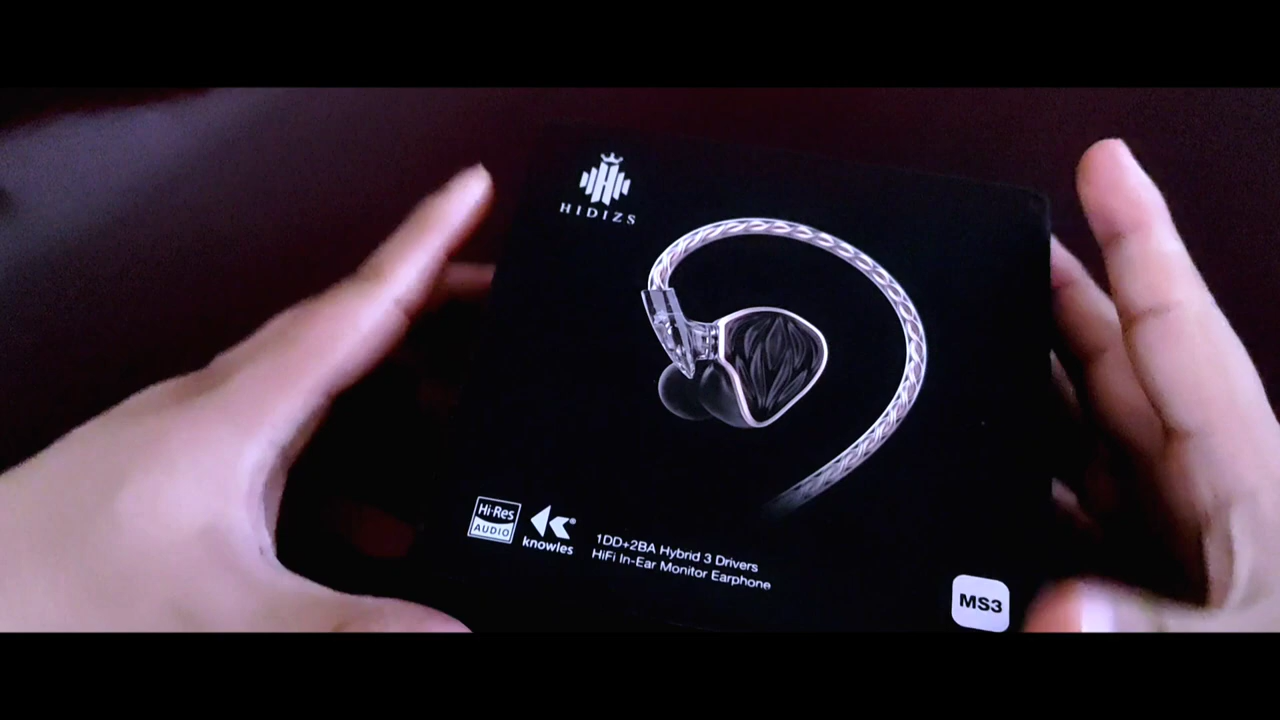 HIDIZS
Hi-Res
AUDIO
knowles®
1DD+2BA Hybrid 3 Drivers
HiFi In-Ear Monitor Earphone
MS3